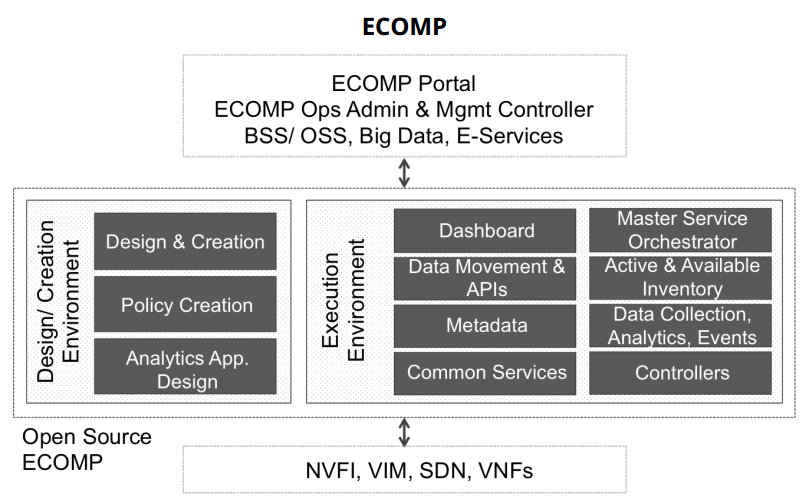 ECOMP
ECOMP Portal
ECOMP Ops Admin & Mgmt Controller
BSS/ OSS, Big Data, E-Services
Design/ Creation
Environment
Design & Creation
Policy Creation
Analytics App.
Design
Execution
Environment
Dashboard
Data Movement &
APIs
Metadata
Common Services
Master Service
Orchestrator
Active & Available
Inventory
Data Collection,
Analytics, Events
Controllers
Open Source
ECOMP
NVFI, VIM, SDN, VNFs